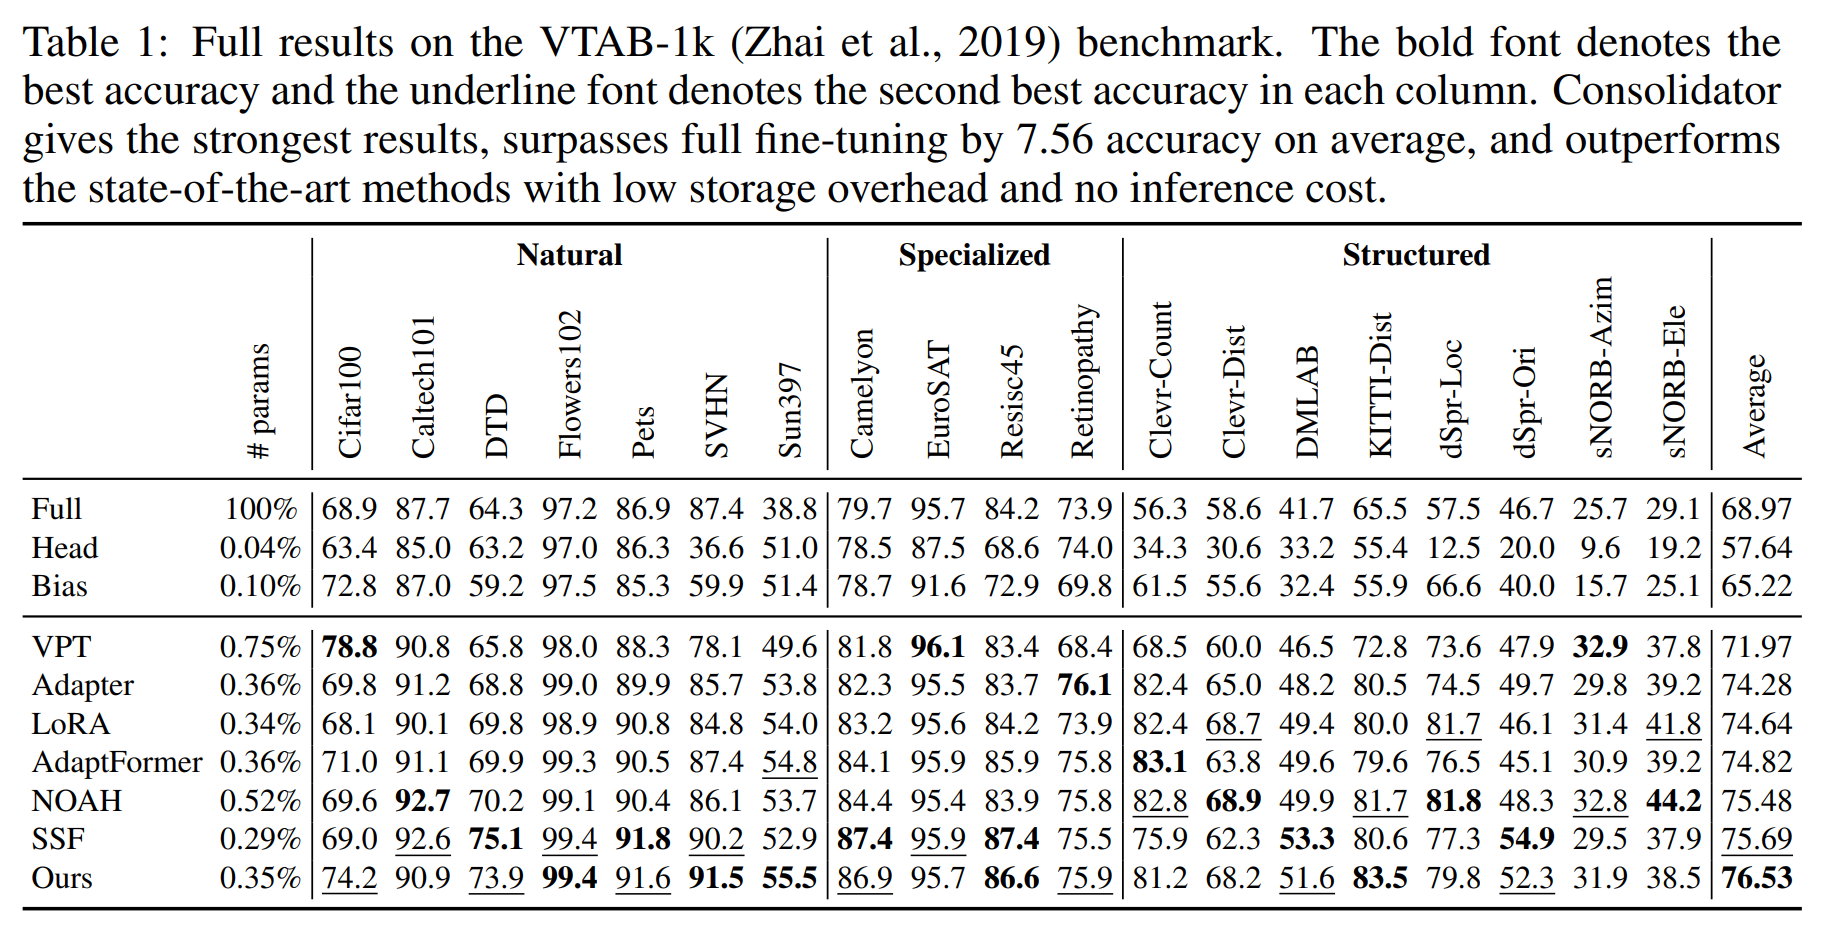 Table 1: Full results on the VTAB-1k (Zhai et al., 2019) benchmark. The bold font denotes the
best accuracy and the underline font denotes the second best accuracy in each column. Consolidator
gives the strongest results, surpasses full fine-tuning by 7.56 accuracy on average, and outperforms
the state-of-the-art methods with low storage overhead and no inference cost.
Natural Specialized Structured
# params Cifar100 Caltech101 DTD Flowers102 Pets SVHN Sun397 Camelyon EuroSAT Resisc45 Retinopathy Clevr-Count Clevr-Dist DMLAB KITTI-Dist dSpr-Loc dSpr-Ori sNORB-Azim sNORB-Ele Average
Full 100% 68.9 87.7 64.3 97.2 86.9 87.4 38.8 79.7 95.7 84.2 73.9 56.3 58.6 41.7 65.5 57.5 46.7 25.7 29.1 68.97
Head 0.04% 63.4 85.0 63.2 97.0 86.3 36.6 51.0 78.5 87.5 68.6 74.0 34.3 30.6 33.2 55.4 12.5 20.0 9.6 19.2 57.64
Bias 0.10% 72.8 87.0 59.2 97.5 85.3 59.9 51.4 78.7 91.6 72.9 69.8 61.5 55.6 32.4 55.9 66.6 40.0 15.7 25.1 65.22
VPT 0.75% 78.8 90.8 65.8 98.0 88.3 78.1 49.6 81.8 96.1 83.4 68.4 68.5 60.0 46.5 72.8 73.6 47.9 32.9 37.8 71.97
Adapter 0.36% 69.8 91.2 68.8 99.0 89.9 85.7 53.8 82.3 95.5 83.7 76.1 82.4 65.0 48.2 80.5 74.5 49.7 29.8 39.2 74.28
LoRA 0.34% 68.1 90.1 69.8 98.9 90.8 84.8 54.0 83.2 95.6 84.2 73.9 82.4 68.7 49.4 80.0 81.7 46.1 31.4 41.8 74.64
AdaptFormer 0.36% 71.0 91.1 69.9 99.3 90.5 87.4 54.8 84.1 95.9 85.9 75.8 83.1 63.8 49.6 79.6 76.5 45.1 30.9 39.2 74.82
NOAH 0.52% 69.6 92.7 70.2 99.1 90.4 86.1 53.7 84.4 95.4 83.9 75.8 82.8 68.9 49.9 81.7 81.8 48.3 32.8 44.2 75.48
SSF 0.29% 69.0 92.6 75.1 99.4 91.8 90.2 52.9 87.4 95.9 87.4 75.5 75.9 62.3 53.3 80.6 77.3 54.9 29.5 37.9 75.69
Ours 0.35% 74.2 90.9 73.9 99.4 91.6 91.5 55.5 86.9 95.7 86.6 75.9 81.2 68.2 51.6 83.5 79.8 52.3 31.9 38.5 76.53